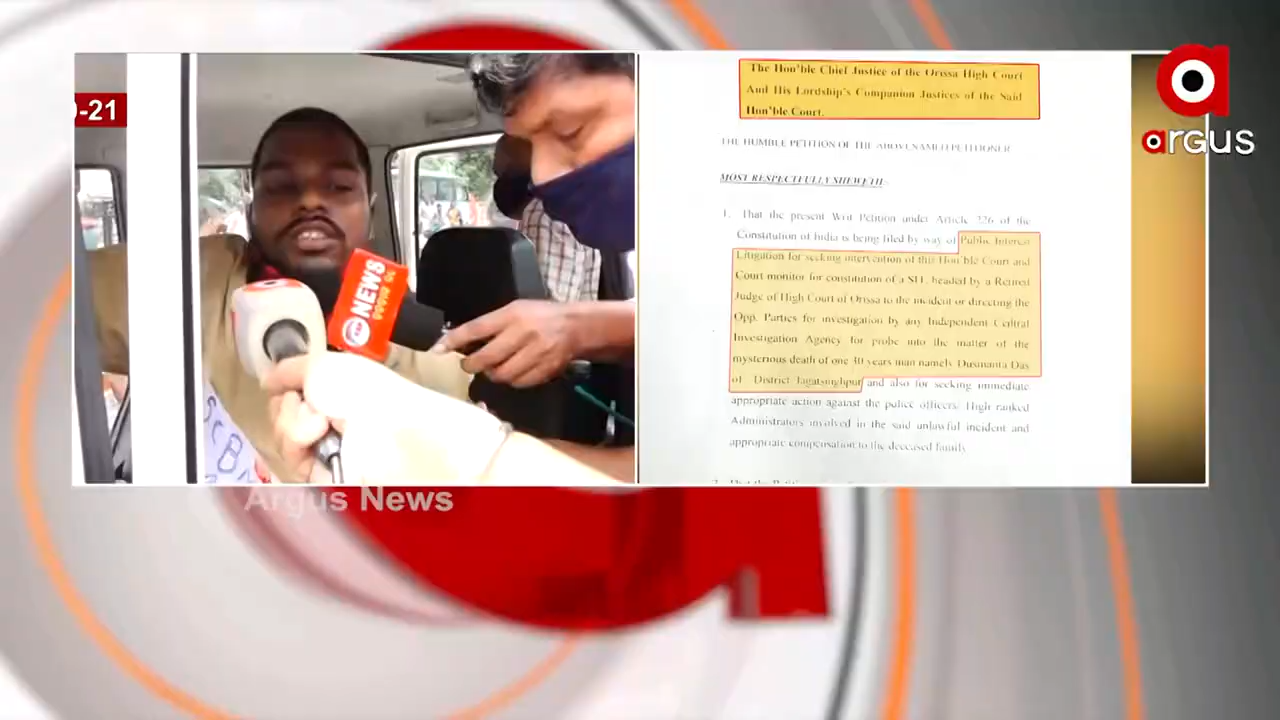 -21
NEWS
argus
Argus News
The Hon'ble Chief Justice of the Orissa High Court
And His Lordship's Companion Justices of the Said
Hon'ble Court.
THE HUMBLE PETITION OF THE ABOVE NAMED PETITIONER
MOST RESPECTFULLY SHEWETH:-
1. That the present Writ Petition under Article 226 of the
Constitution of India is being filed by way of Public Interest
Litigation for seeking intervention of this Hon'ble Court and
Court monitor for constitution of a SIT, headed by a Retired
Judge of High Court of Orissa to the incident or directing the
Opp. Parties for investigation by any Independent Central
Investigation Agency for probe into the matter of the
mysterious death of one 30 years man namely Dusmanta Das
of District Jagatsinghpur and also for seeking immediate
appropriate action against the police officers/ High ranked
Administrators involved in the said unlawful incident and
appropriate compensation to the deceased family.